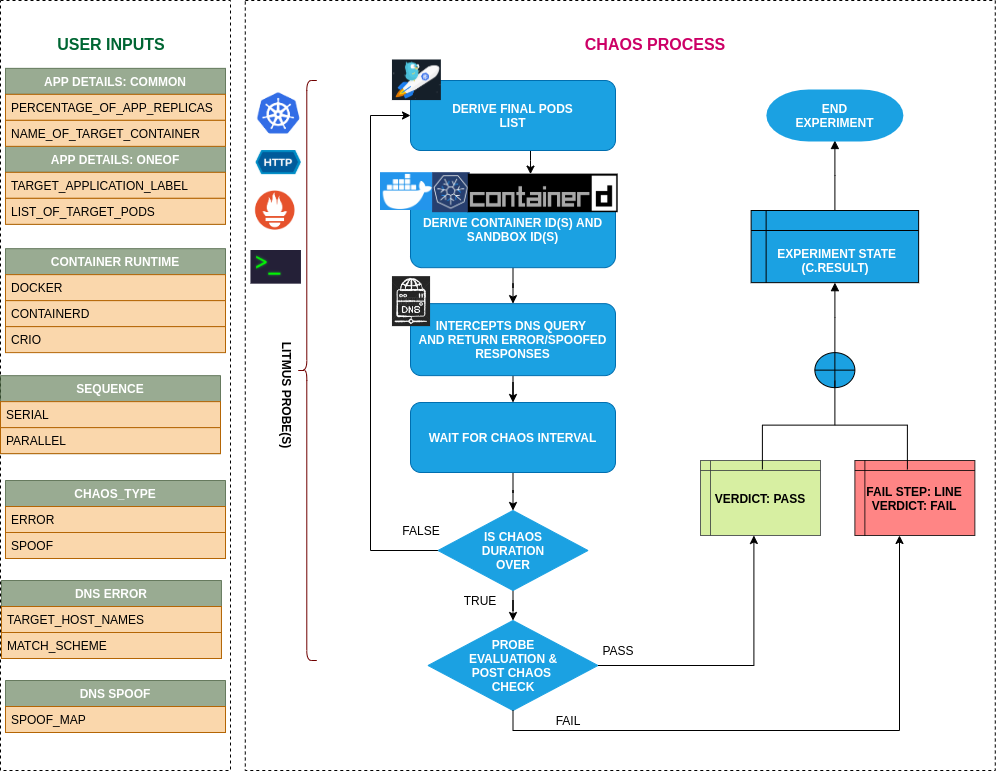 USER INPUTS
APP DETAILS: COMMON
PERCENTAGE_OF_APP_REPLICAS
NAME_OF_TARGET_CONTAINER
APP DETAILS: ONEOF
TARGET_APPLICATION_LABEL
LIST_OF_TARGET_PODS
CONTAINER RUNTIME
DOCKER
CONTAINERD
CRIO
SEQUENCE
SERIAL
PARALLEL
CHAOS_TYPE
ERROR
SPOOF
DNS ERROR
TARGET_HOST_NAMES
MATCH_SCHEME
DNS SPOOF
SPOOF_MAP
CHAOS PROCESS
HTTP
>_
LITMUS PROBE(S)
DERIVE FINAL PODS
LIST
container d
DERIVE CONTAINER ID(S) AND
SANDBOX ID(S)
DNS
INTERCEPTS DNS QUERY
AND RETURN ERROR/SPOOFED
RESPONSES
WAIT FOR CHAOS INTERVAL
FALSE
IS CHAOS
DURATION
OVER
TRUE
PROBE
EVALUATION &
POST CHAOS
CHECK
PASS
FAIL
END
EXPERIMENT
EXPERIMENT STATE
(C.RESULT)
VERDICT: PASS
FAIL STEP: LINE
VERDICT: FAIL